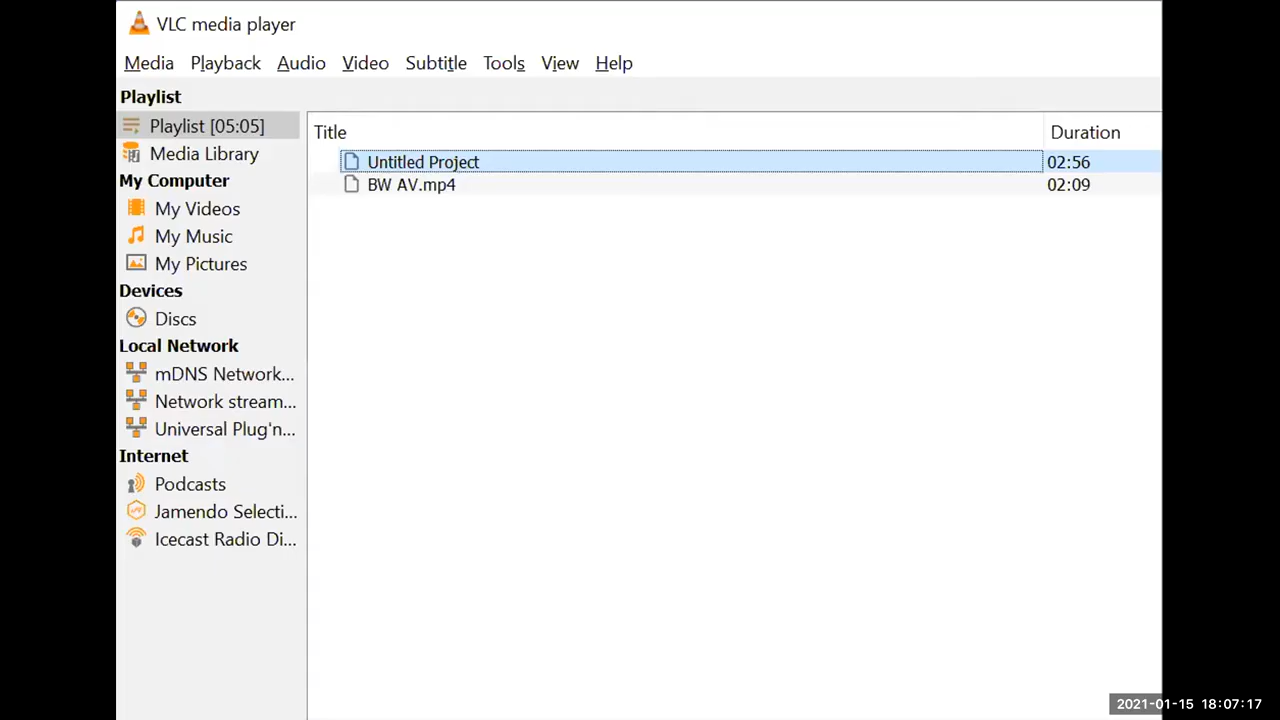 VLC media player
Media Playback Audio Video Subtitle Tools View Help
Playlist
Playlist [05:05]
Media Library
My Computer
My Videos
My Music
My Pictures
Devices
Discs
Local Network
mDNS Network...
Network stream...
Universal Plug'n...
Internet
Podcasts
Jamendo Selecti...
Icecast Radio Di...
Title Duration
Untitled Project 02:56
BW AV.mp4 02:09
2021-01-15 18:07:17